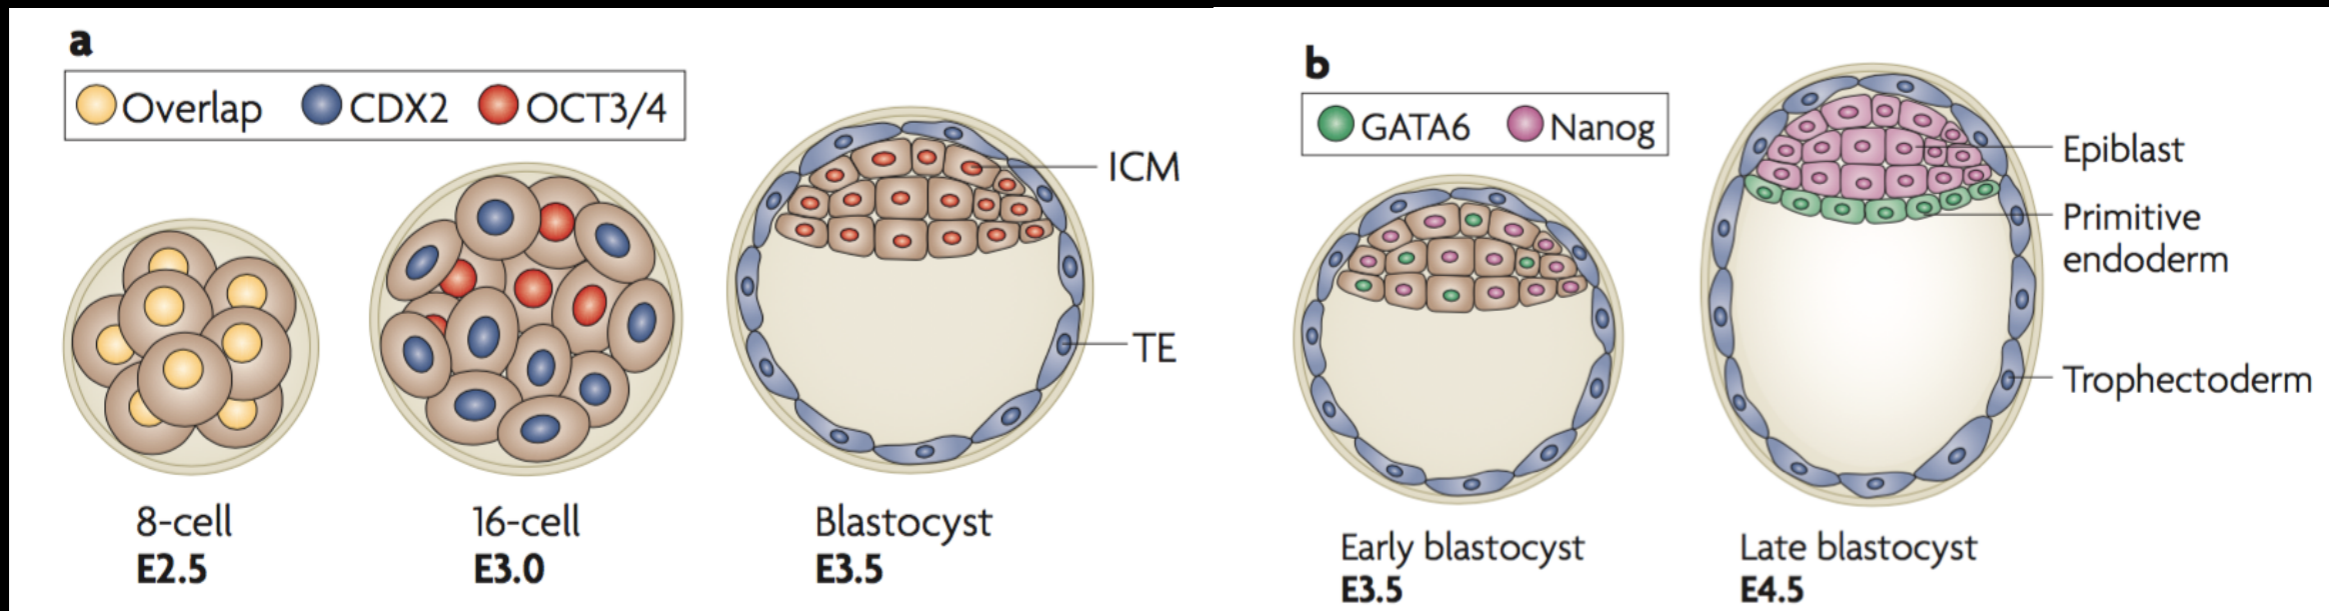 a
Overlap CDX2 OCT3/4
ICM
TE
8-cell
E2.5
16-cell
E3.0
Blastocyst
E3.5
b
GATA6 Nanog
Epiblast
Primitive
endoderm
Trophectoderm
Early blastocyst
E3.5
Late blastocyst
E4.5